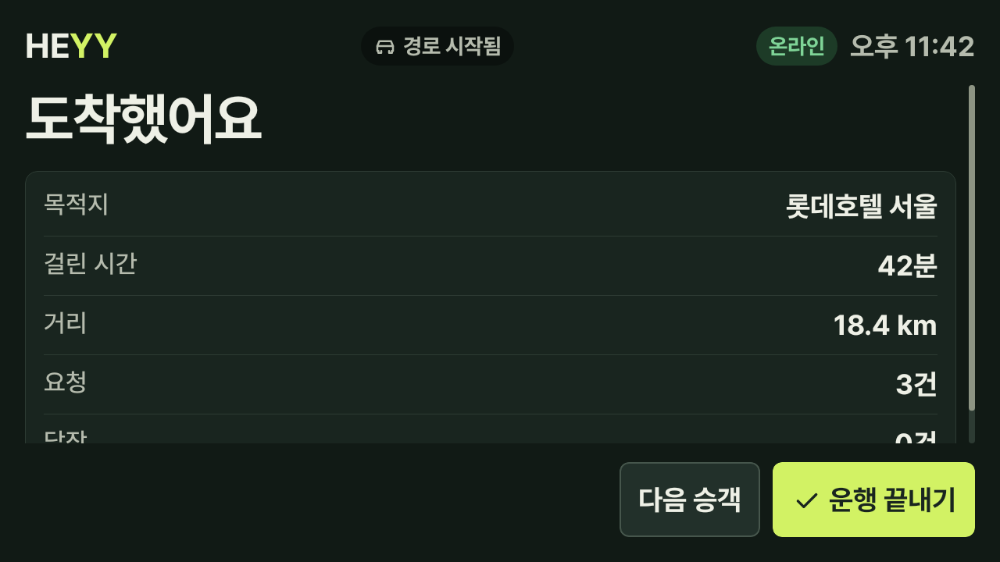 HEYY
경로 시작됨
온라인
오후 11:42
도착했어요
목적지
롯데호텔 서울
걸린 시간
42분
거리
18.4 km
요청
3건
다음 승객
운행 끝내기